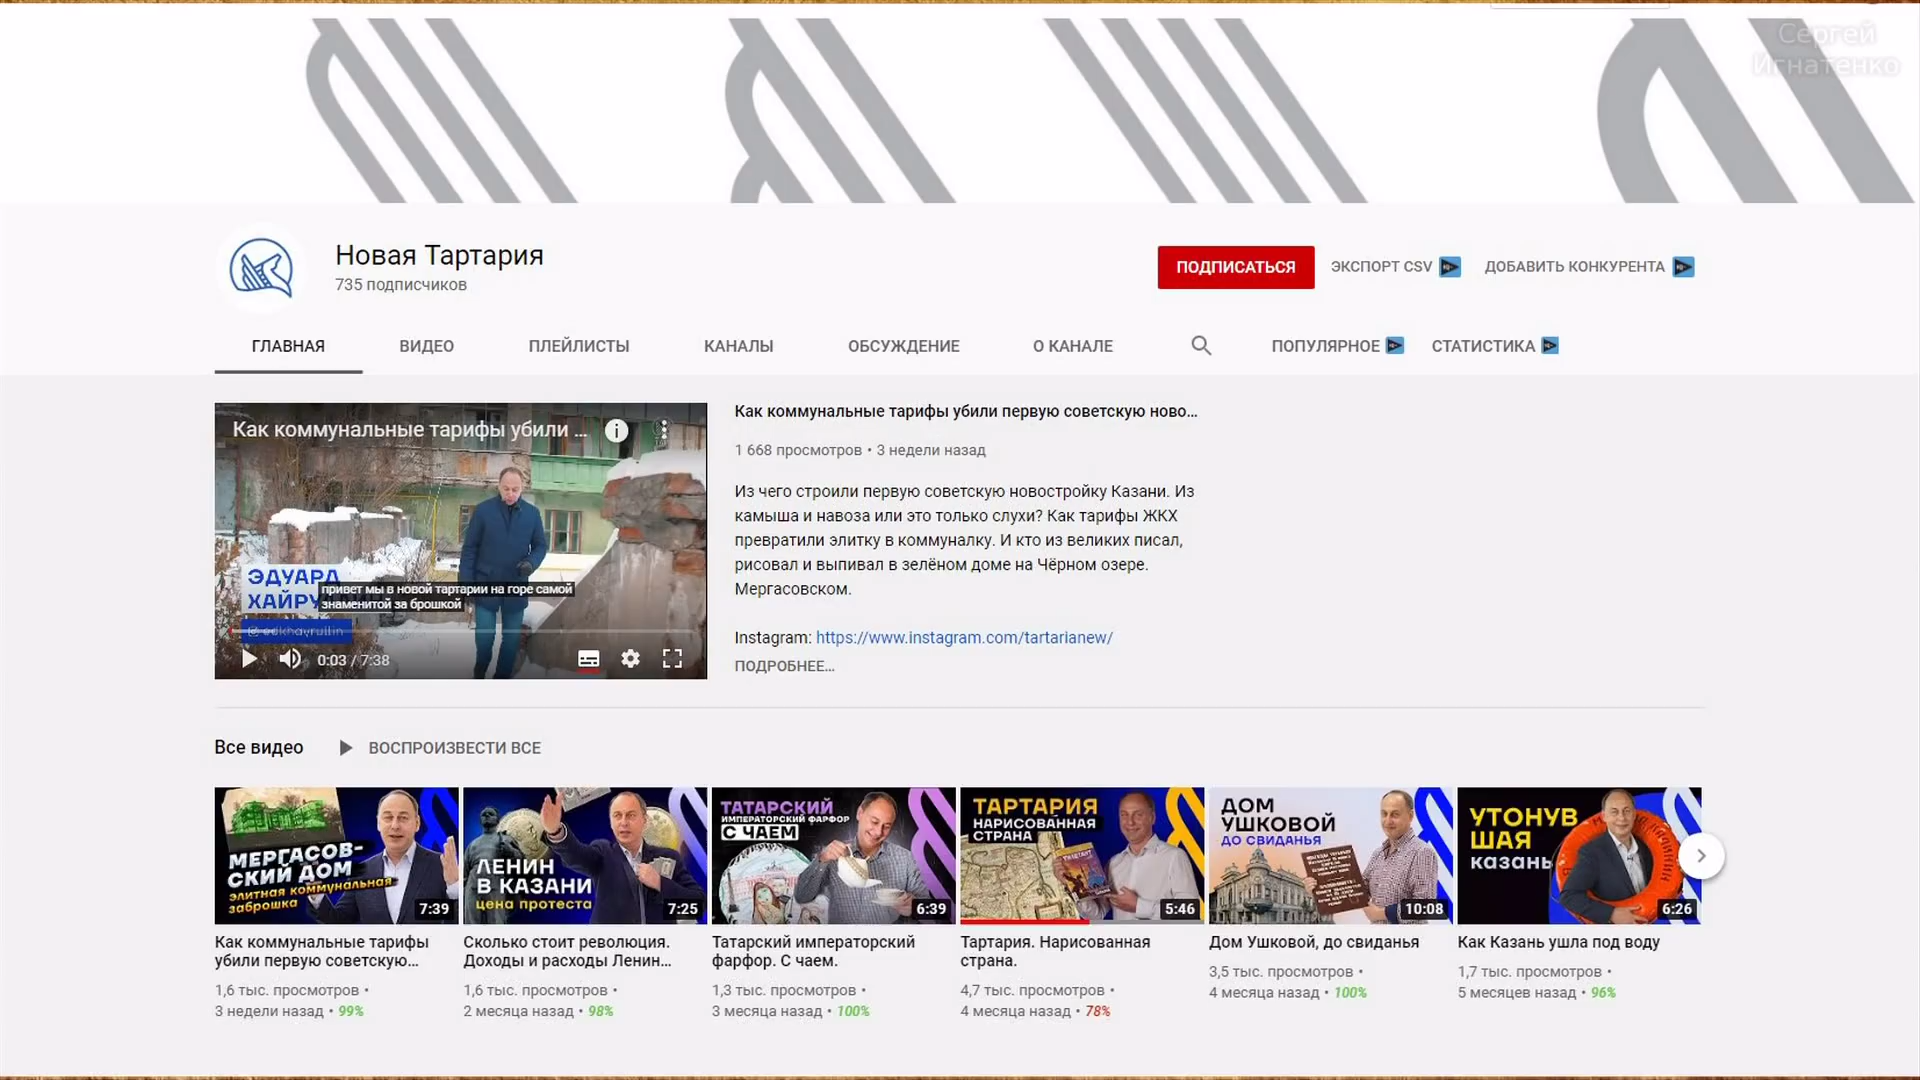 Сергей
Игнатенко
Новая Тартария
735 подписчиков
ПОДПИСАТЬСЯ
ЭКСПОРТ CSV
ДОБАВИТЬ КОНКУРЕНТА
ГЛАВНАЯ
ВИДЕО
ПЛЕЙЛИСТЫ
КАНАЛЫ
ОБСУЖДЕНИЕ
О КАНАЛЕ
ПОПУЛЯРНОЕ
СТАТИСТИКА
Как коммунальные тарифы убили ...
ЭДУАРД
ХАЙРУ
привет мы в новой тартарии на горе самой
знаменитой за брошкой
@edkhayrullin
0:03 / 7:38
Как коммунальные тарифы убили первую советскую ново...
1 668 просмотров • 3 недели назад
Из чего строили первую советскую новостройку Казани. Из
камыша и навоза или это только слухи? Как тарифы ЖКХ
превратили элитку в коммуналку. И кто из великих писал,
рисовал и выпивал в зелёном доме на Чёрном озере.
Мергасовском.
Instagram: https://www.instagram.com/tartarianew/
ПОДРОБНЕЕ...
Все видео
ВОСПРОИЗВЕСТИ ВСЕ
МЕРГАСОВ-
СКИЙ ДОМ
элитная коммунальная
заброшка
7:39
Как коммунальные тарифы
убили первую советскую...
1,6 тыс. просмотров •
3 недели назад • 99%
ЛЕНИН
В КАЗАНИ
цена протеста
7:25
Сколько стоит революция.
Доходы и расходы Ленин...
1,6 тыс. просмотров •
2 месяца назад • 98%
ТАТАРСКИЙ
ИМПЕРАТОРСКИЙ ФАРФОР
С ЧАЕМ
6:39
Татарский императорский
фарфор. С чаем.
1,3 тыс. просмотров •
3 месяца назад • 100%
ТАРТАРИЯ
НАРИСОВАННАЯ
СТРАНА
5:46
Тартария. Нарисованная
страна.
4,7 тыс. просмотров •
4 месяца назад • 78%
ДОМ
УШКОВОЙ
ДО СВИДАНЬЯ
10:08
Дом Ушковой, до свиданья
3,5 тыс. просмотров •
4 месяца назад • 100%
УТОНУВ
ШАЯ
казань
6:26
Как Казань ушла под воду
1,7 тыс. просмотров •
5 месяцев назад • 96%